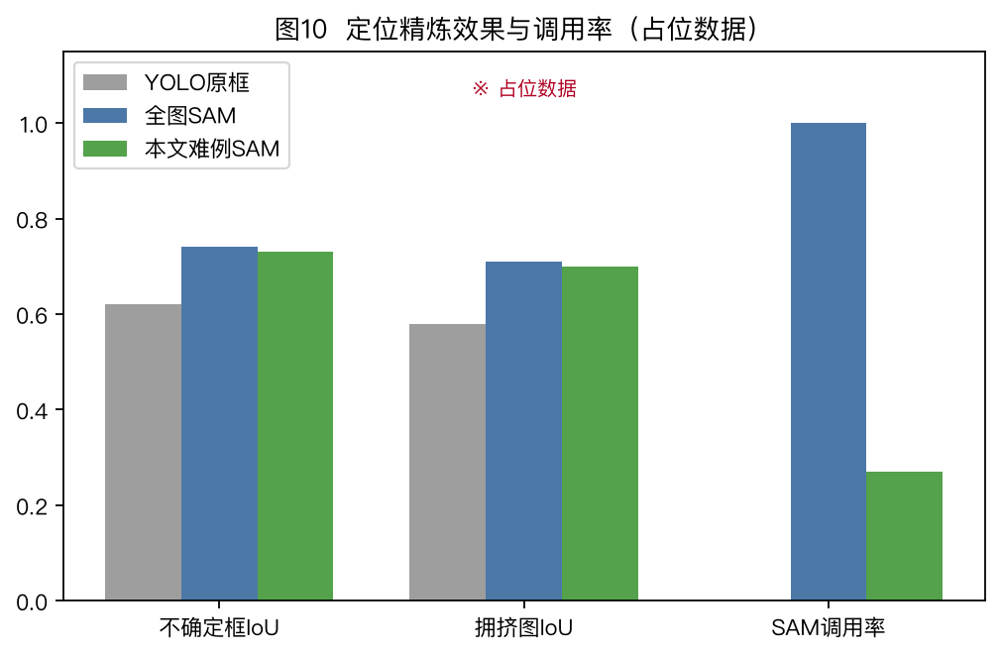 图10 定位精炼效果与调用率（占位数据）
※ 占位数据
YOLO原框
全图SAM
本文难例SAM
1.0
0.8
0.6
0.4
0.2
0.0
不确定框IoU
拥挤图IoU
SAM调用率